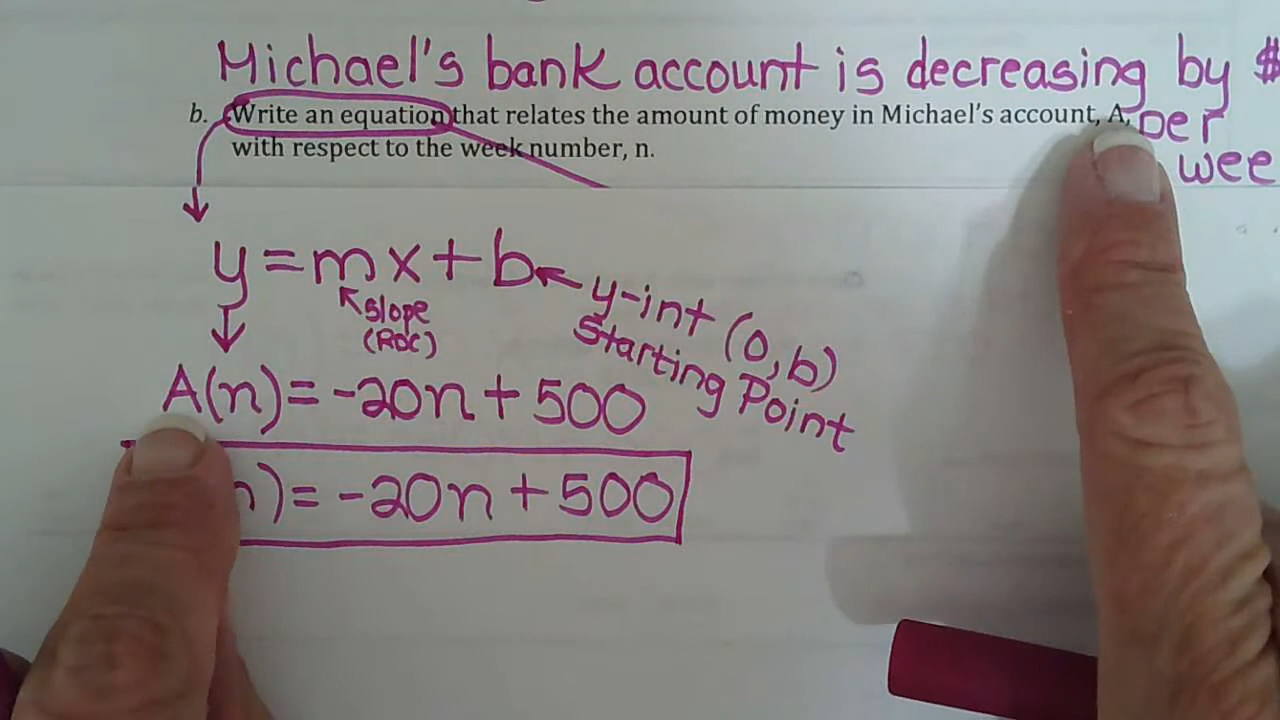 Michael's bank account is decreasing by $
b. Write an equation that relates the amount of money in Michael's account, A, per
with respect to the week number, n. wee
y = mx + b
y-int (0, b)
Starting Point
slope
(ROC)
A(n) = -20n + 500
n) = -20n + 500